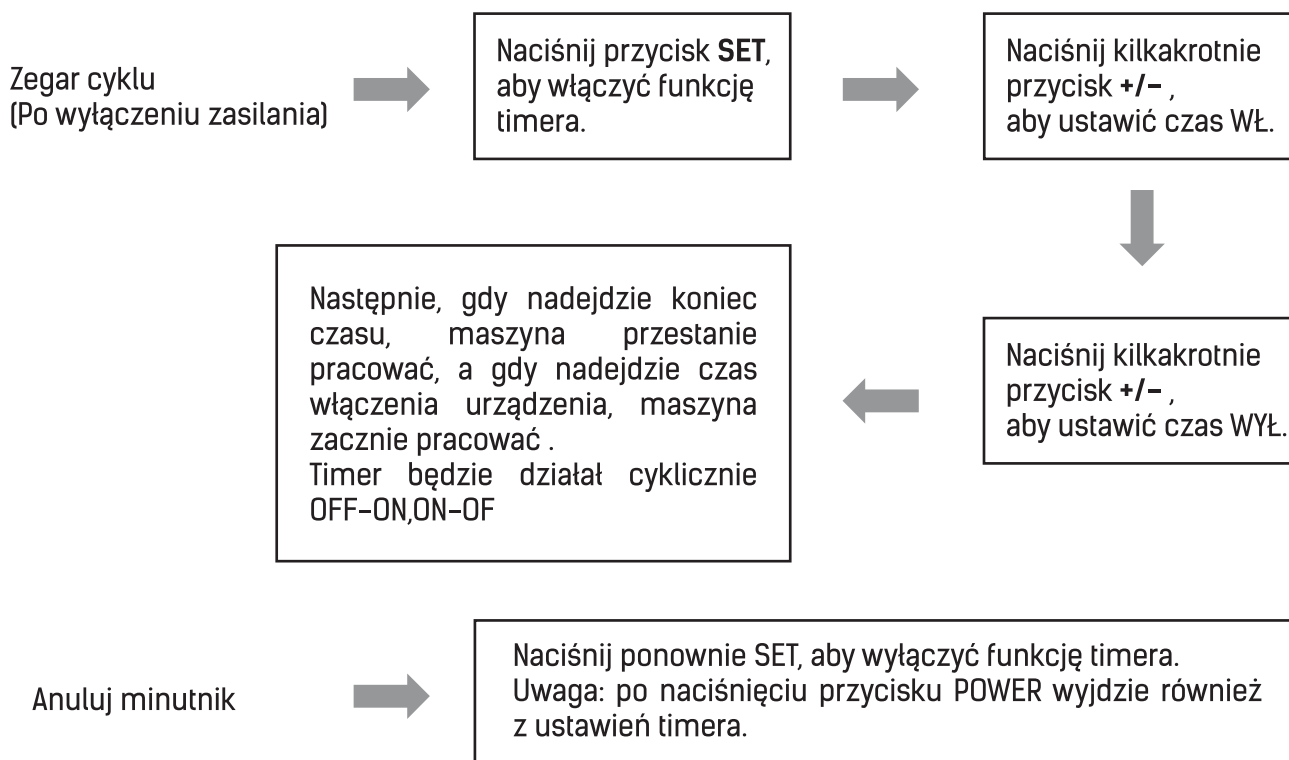 Zegar cyklu
(Po wyłączeniu zasilania)
Naciśnij przycisk SET,
aby włączyć funkcję
timera.
Naciśnij kilkakrotnie
przycisk +/– ,
aby ustawić czas WŁ.
Naciśnij kilkakrotnie
przycisk +/– ,
aby ustawić czas WYŁ.
Następnie, gdy nadejdzie koniec
czasu, maszyna przestanie
pracować, a gdy nadejdzie czas
włączenia urządzenia, maszyna
zacznie pracować .
Timer będzie działał cyklicznie
OFF–ON,ON–OF
Anuluj minutnik
Naciśnij ponownie SET, aby wyłączyć funkcję timera.
Uwaga: po naciśnięciu przycisku POWER wyjdzie również
z ustawień timera.